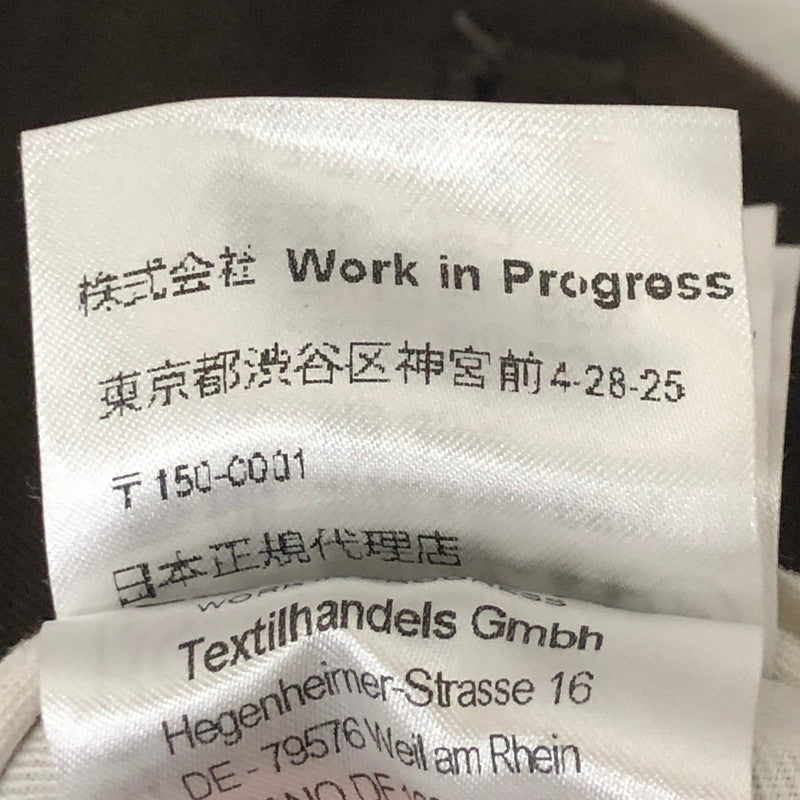 株式会社 Work in Progress
東京都渋谷区神宮前4-28-25
〒150-0001
日本正規代理店
Textilhandels Gmbh
Hegenheimer-Strasse 16
DE - 79576 Weil am Rhein